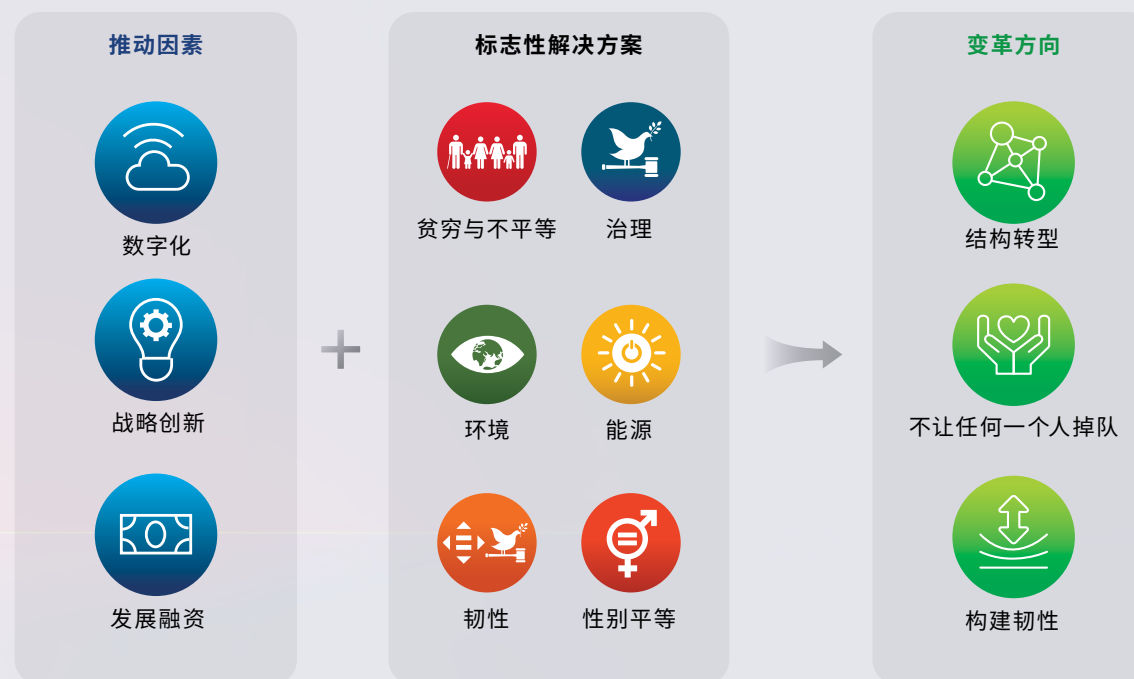 推动因素
数字化
战略创新
发展融资
标志性解决方案
贫穷与不平等
治理
环境
能源
韧性
性别平等
变革方向
结构转型
不让任何一个人掉队
构建韧性